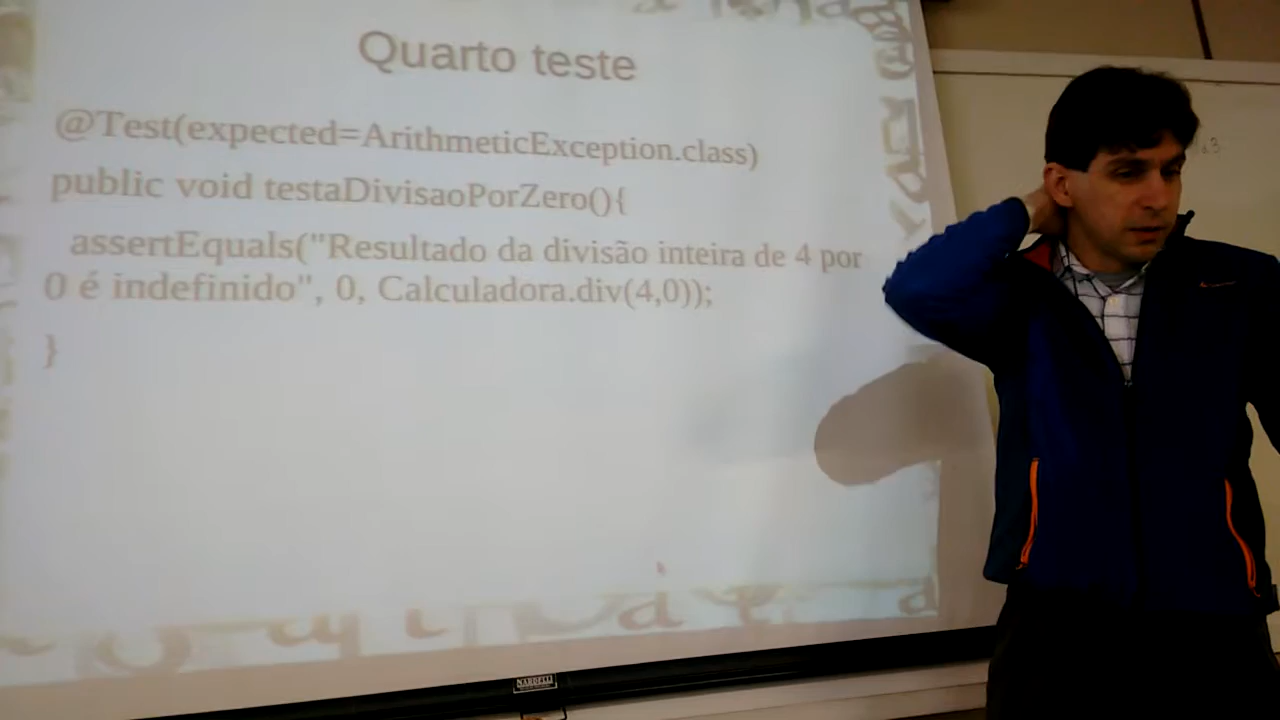 Quarto teste
@Test(expected=ArithmeticException.class)
public void testaDivisaoPorZero(){
assertEquals("Resultado da divisão inteira de 4 por
0 é indefinido", 0, Calculadora.div(4,0));
}
NARDELLI